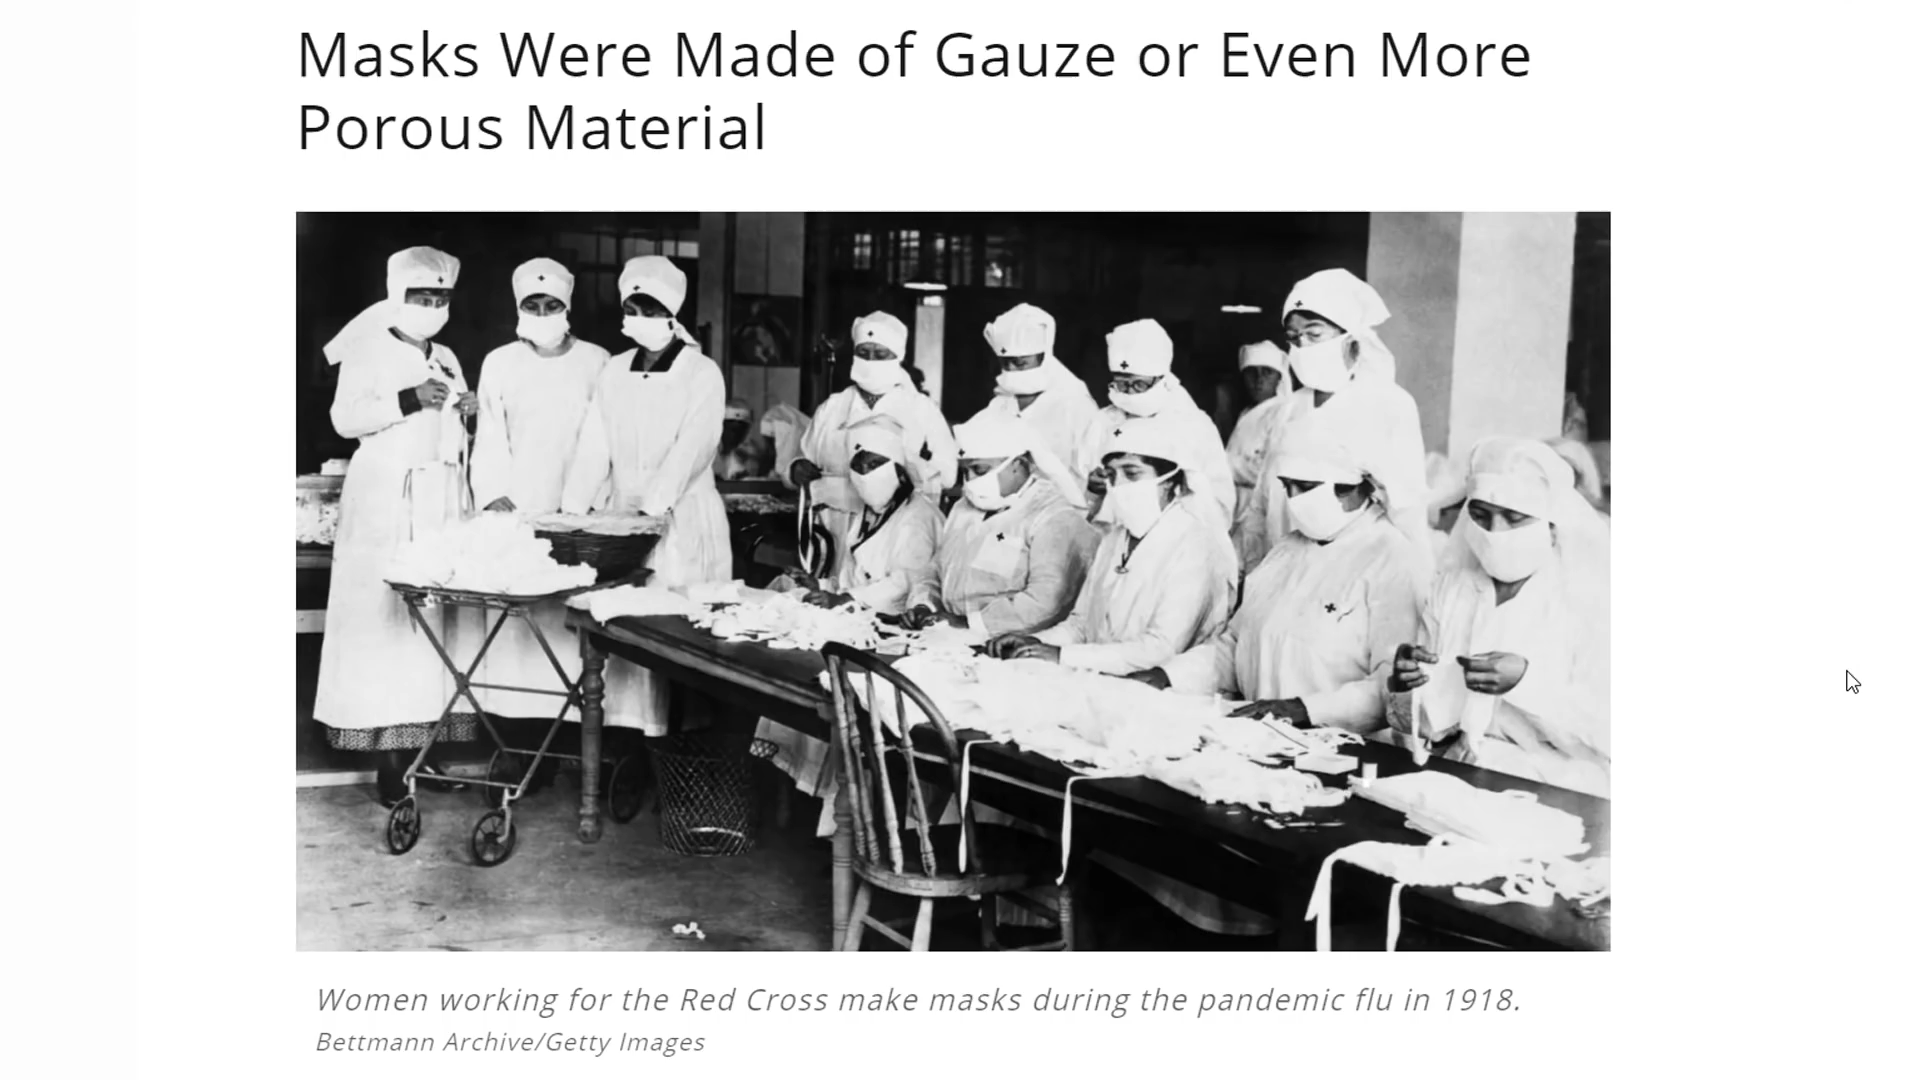 Masks Were Made of Gauze or Even More
Porous Material
Women working for the Red Cross make masks during the pandemic flu in 1918.
Bettmann Archive/Getty Images